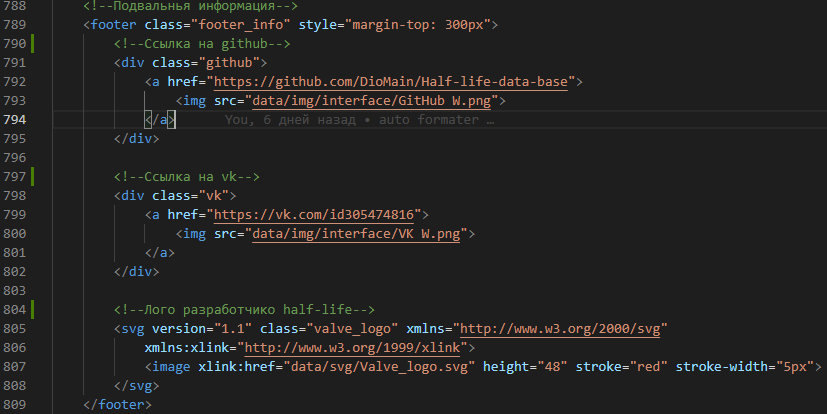 788 <!--Подвальнья информация-->
789 <footer class="footer_info" style="margin-top: 300px">
790 <!--Ссылка на github-->
791 <div class="github">
792 <a href="https://github.com/DioMain/Half-life-data-base">
793 <img src="data/img/interface/GitHub W.png">
794 </a> You, 6 дней назад • auto formater …
795 </div>
796
797 <!--Ссылка на vk-->
798 <div class="vk">
799 <a href="https://vk.com/id305474816">
800 <img src="data/img/interface/VK W.png">
801 </a>
802 </div>
803
804 <!--Лого разработчико half-life-->
805 <svg version="1.1" class="valve_logo" xmlns="http://www.w3.org/2000/svg"
806 xmlns:xlink="http://www.w3.org/1999/xlink">
807 <image xlink:href="data/svg/Valve_logo.svg" height="48" stroke="red" stroke-width="5px">
808 </svg>
809 </footer>